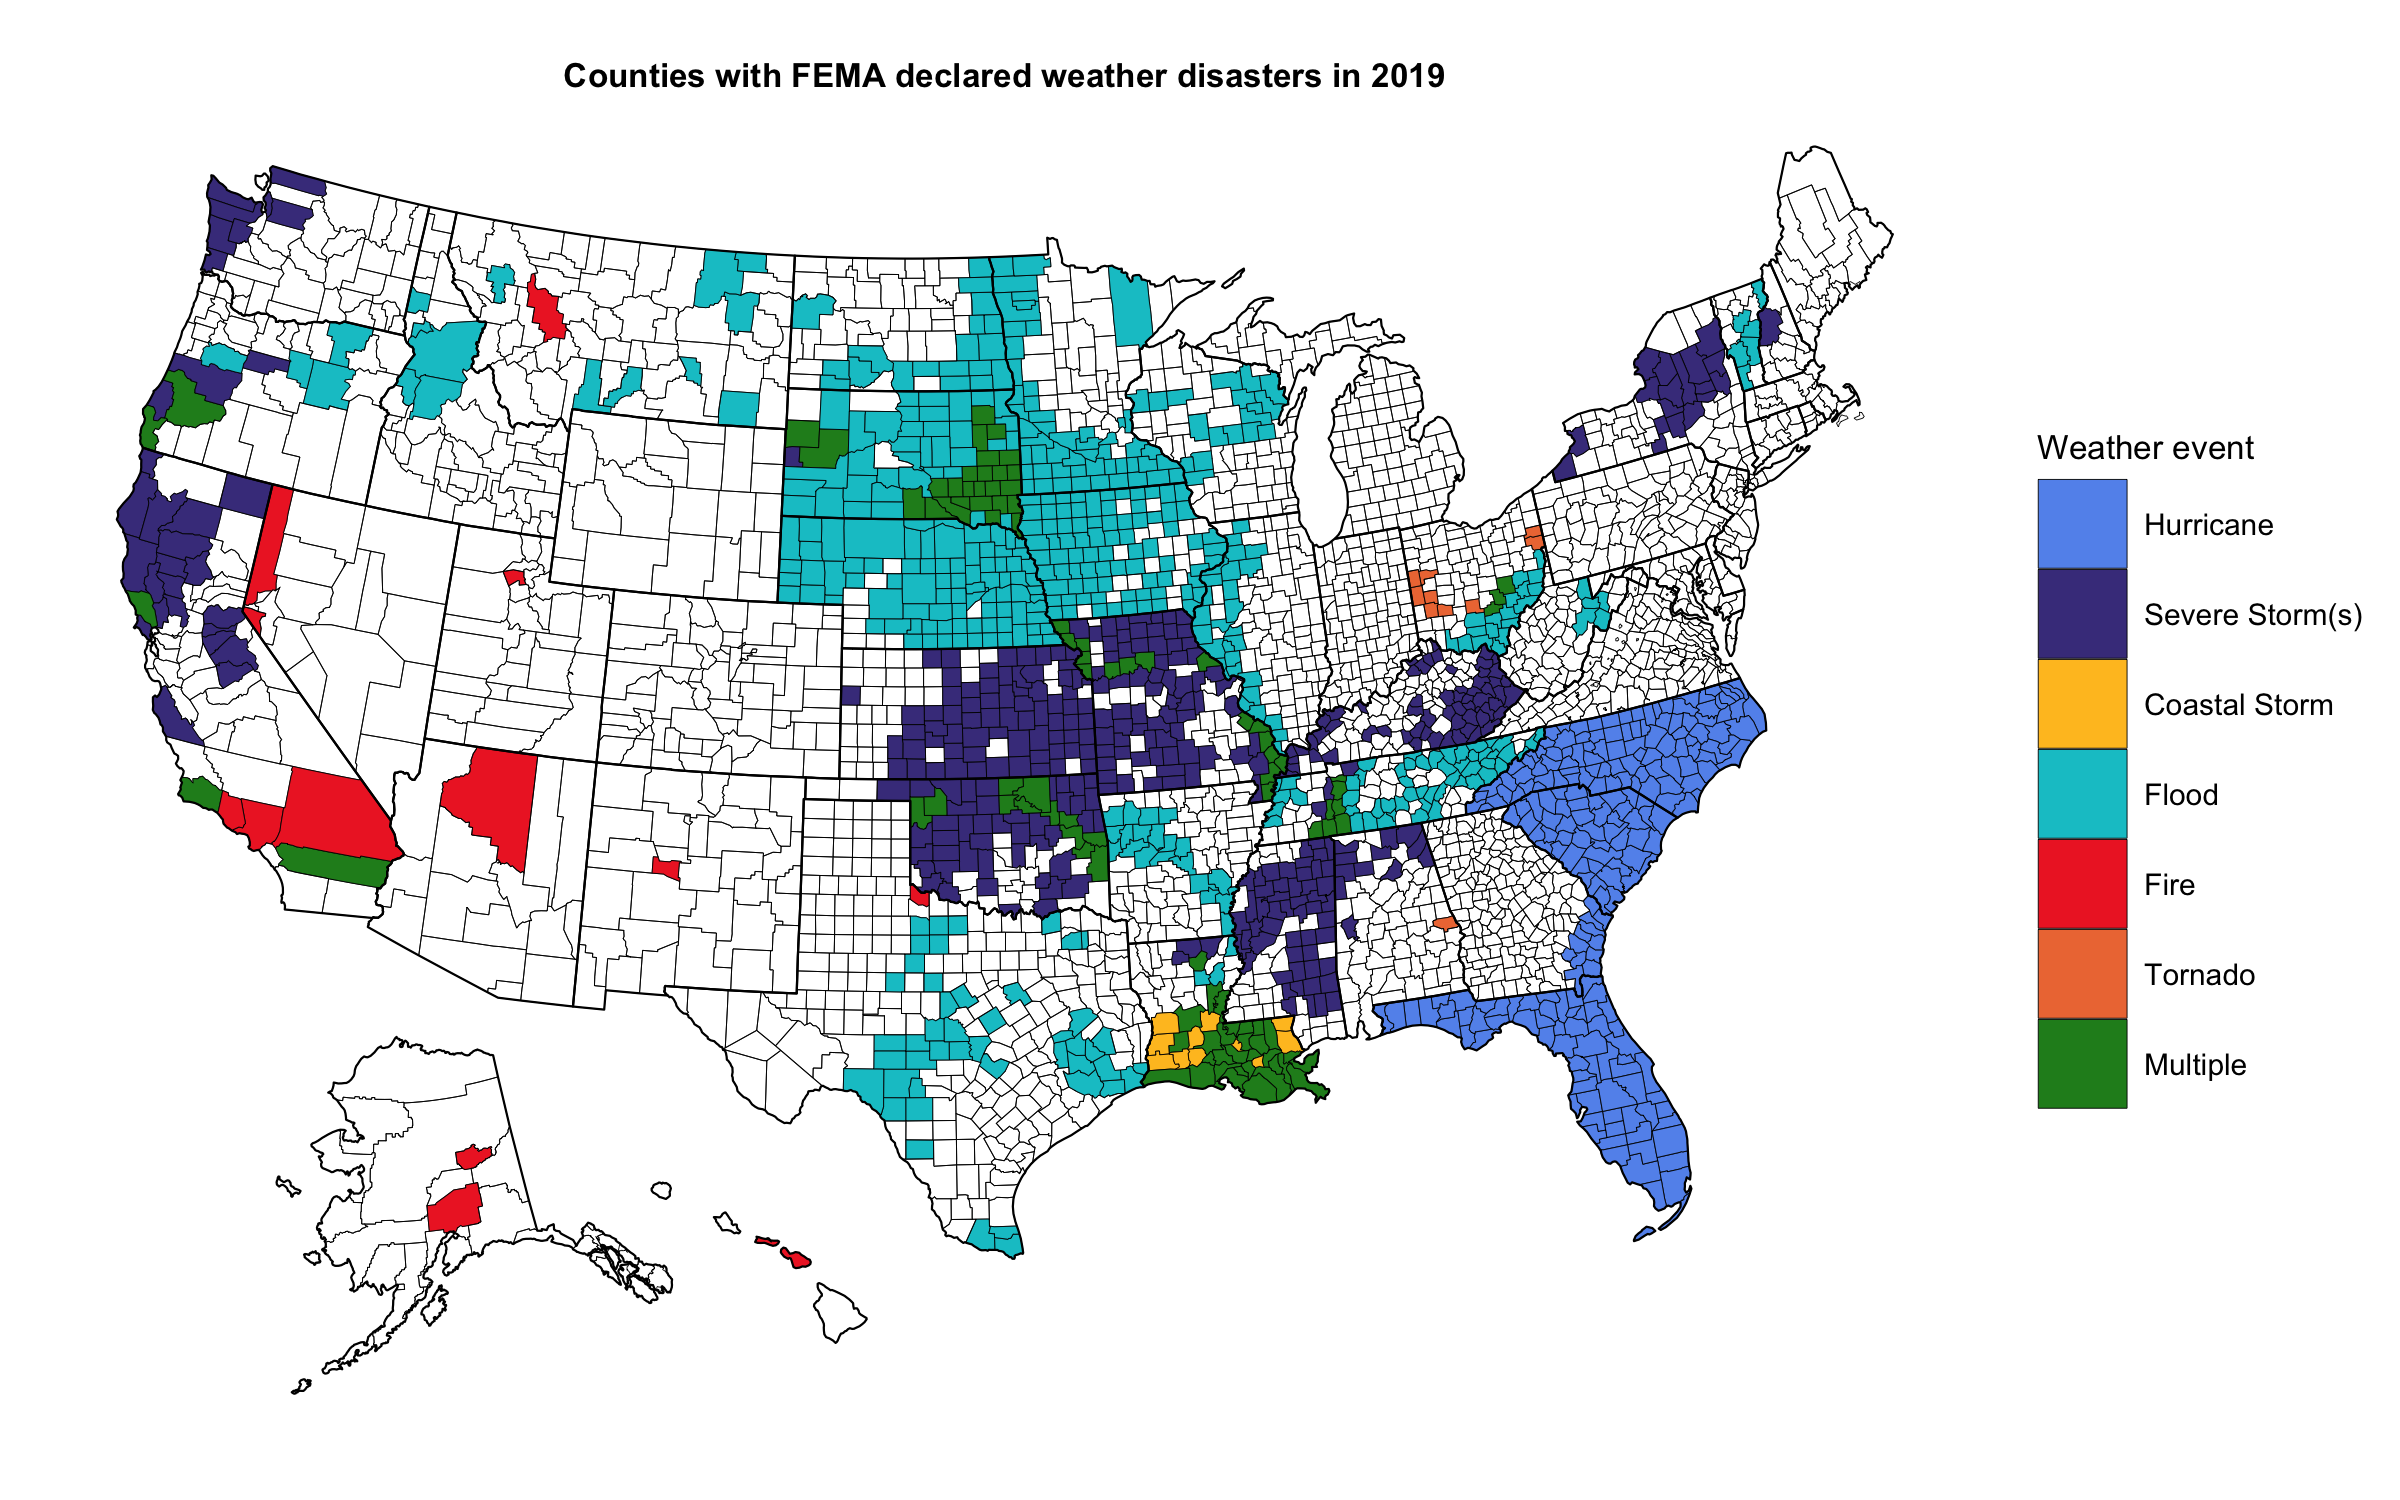 Counties with FEMA declared weather disasters in 2019
Weather event
Hurricane
Severe Storm(s)
Coastal Storm
Flood
Fire
Tornado
Multiple